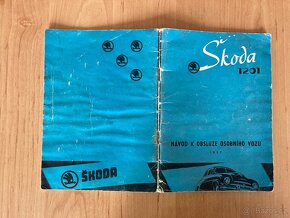 Škoda
1201
NÁVOD K OBSLUZE OSOBNÍHO VOZU
ŠKODA